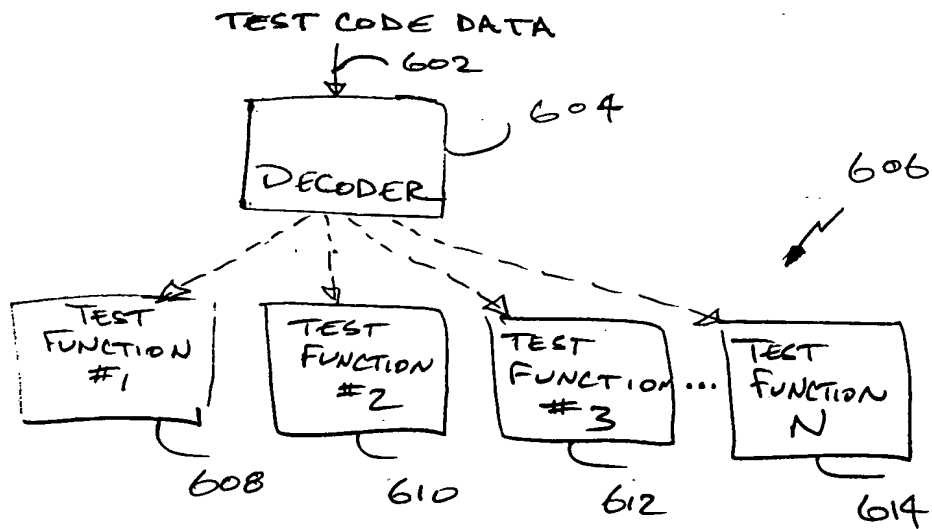 TEST CODE DATA
602
604
DECODER
606
TEST
FUNCTION
#1
TEST
FUNCTION
#2
TEST
FUNCTION
#3
...
TEST
FUNCTION
N
608
610
612
614